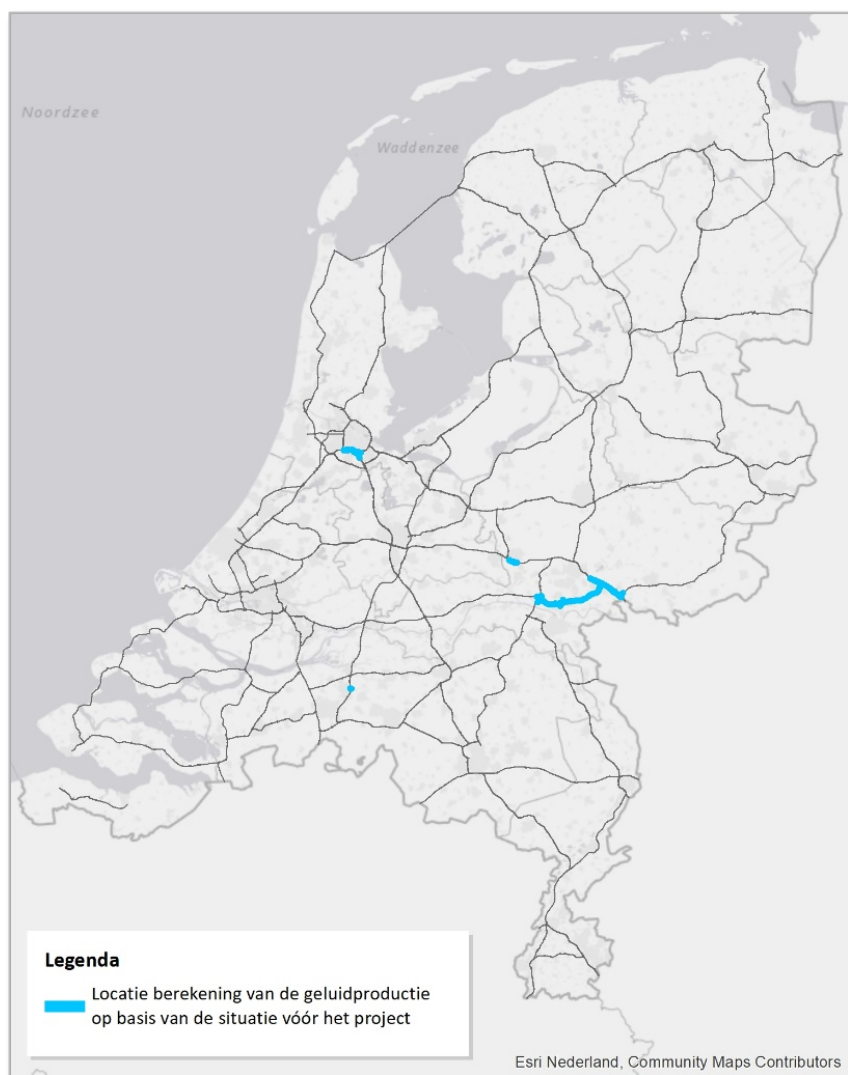 Noordzee
Waddenzee
Legenda
Locatie berekening van de geluidproductie
op basis van de situatie vóór het project
Esri Nederland, Community Maps Contributors